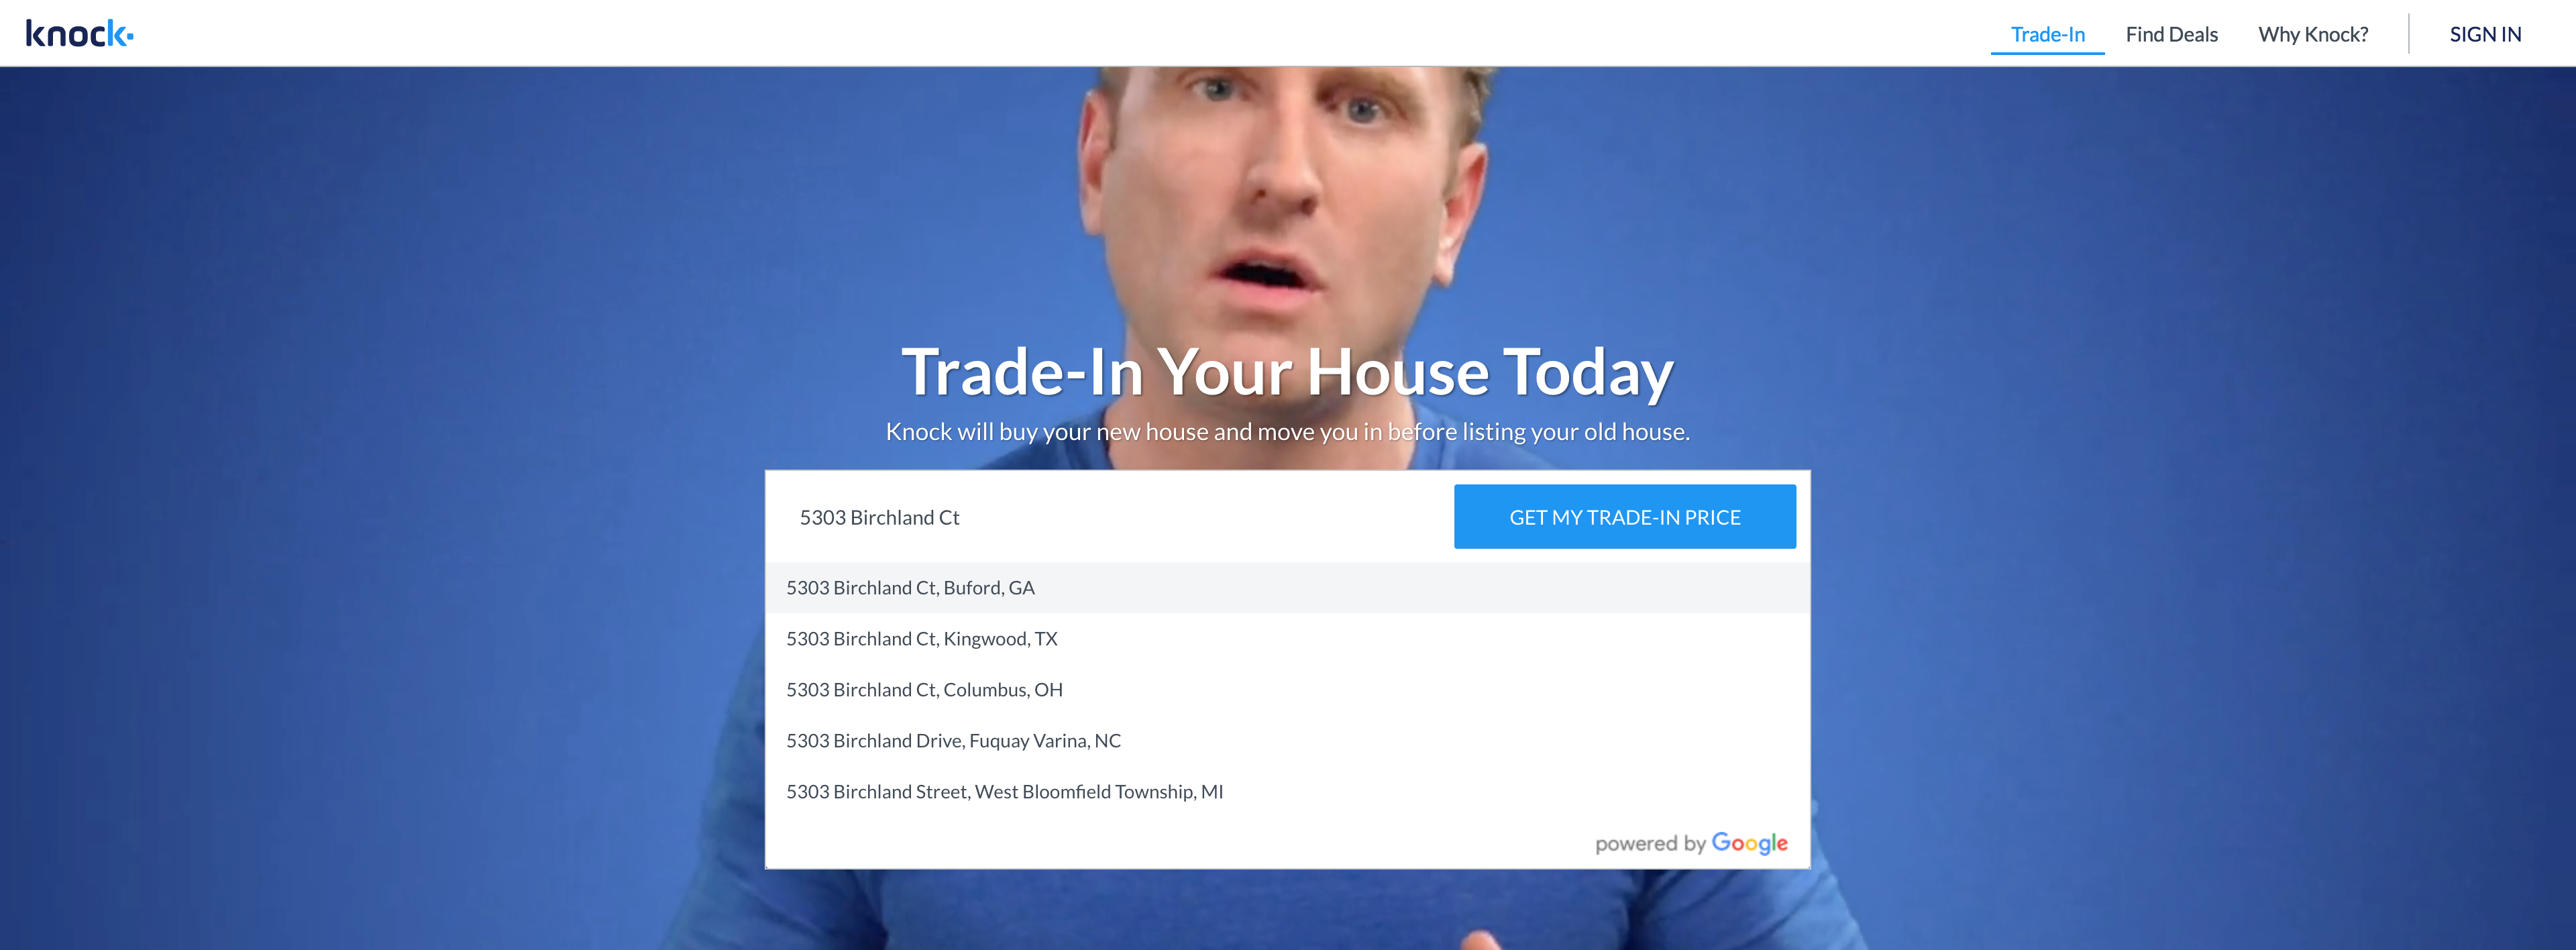 knock
Trade-In
Find Deals
Why Knock?
SIGN IN
Trade-In Your House Today
Knock will buy your new house and move you in before listing your old house.
5303 Birchland Ct
GET MY TRADE-IN PRICE
5303 Birchland Ct, Buford, GA
5303 Birchland Ct, Kingwood, TX
5303 Birchland Ct, Columbus, OH
5303 Birchland Drive, Fuquay Varina, NC
5303 Birchland Street, West Bloomfield Township, MI
powered by Google